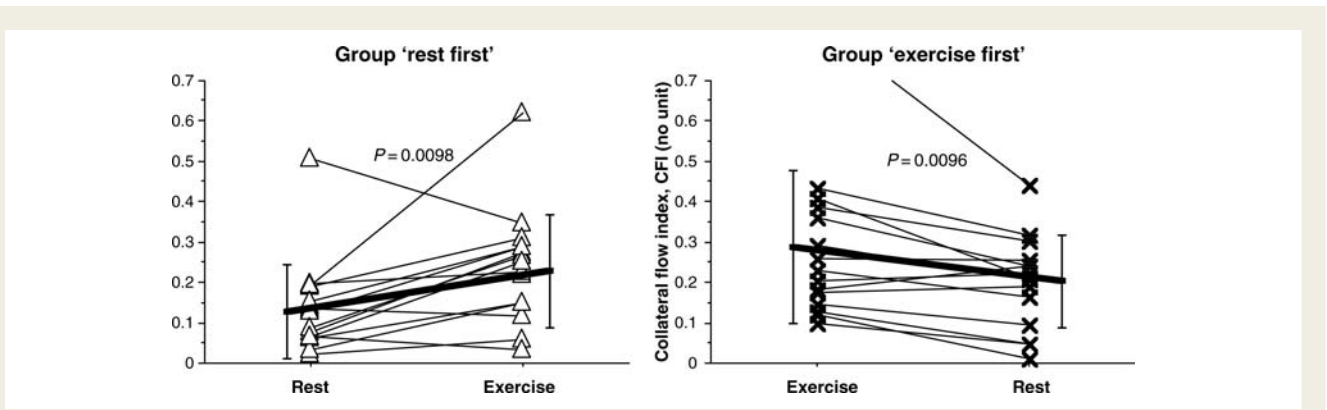 Group ‘rest first’
0.7
0.6
0.5
0.4
0.3
0.2
0.1
0
P = 0.0098
Rest Exercise
Group ‘exercise first’
Collateral flow index, CFI (no unit)
0.7
0.6
0.5
0.4
0.3
0.2
0.1
0
P = 0.0096
Exercise Rest